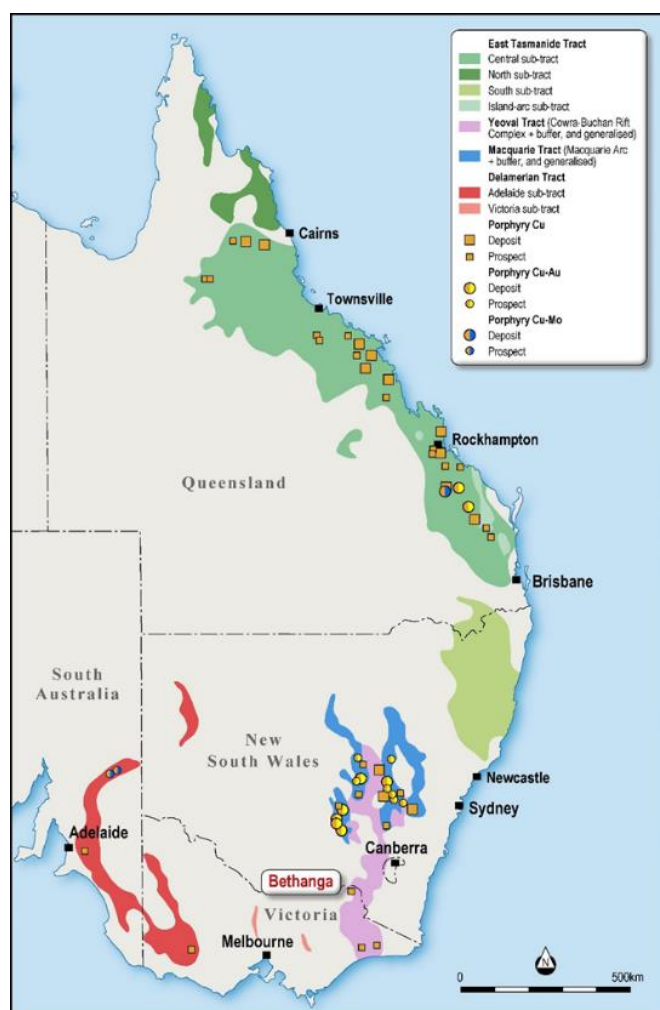 East Tasmanide Tract
Central sub-tract
North sub-tract
South sub-tract
Island-arc sub-tract
Yeoval Tract (Cowra-Buchan Rift
Complex + buffer, and generalised)
Macquarie Tract (Macquarie Arc
+ buffer, and generalised)
Delamerian Tract
Adelaide sub-tract
Victoria sub-tract
Porphyry Cu
Deposit
Prospect
Porphyry Cu-Au
Deposit
Prospect
Porphyry Cu-Mo
Deposit
Prospect
Cairns
Townsville
Rockhampton
Queensland
Brisbane
South
Australia
New
South Wales
Newcastle
Sydney
Adelaide
Canberra
Bethanga
Victoria
Melbourne
N
0 500km